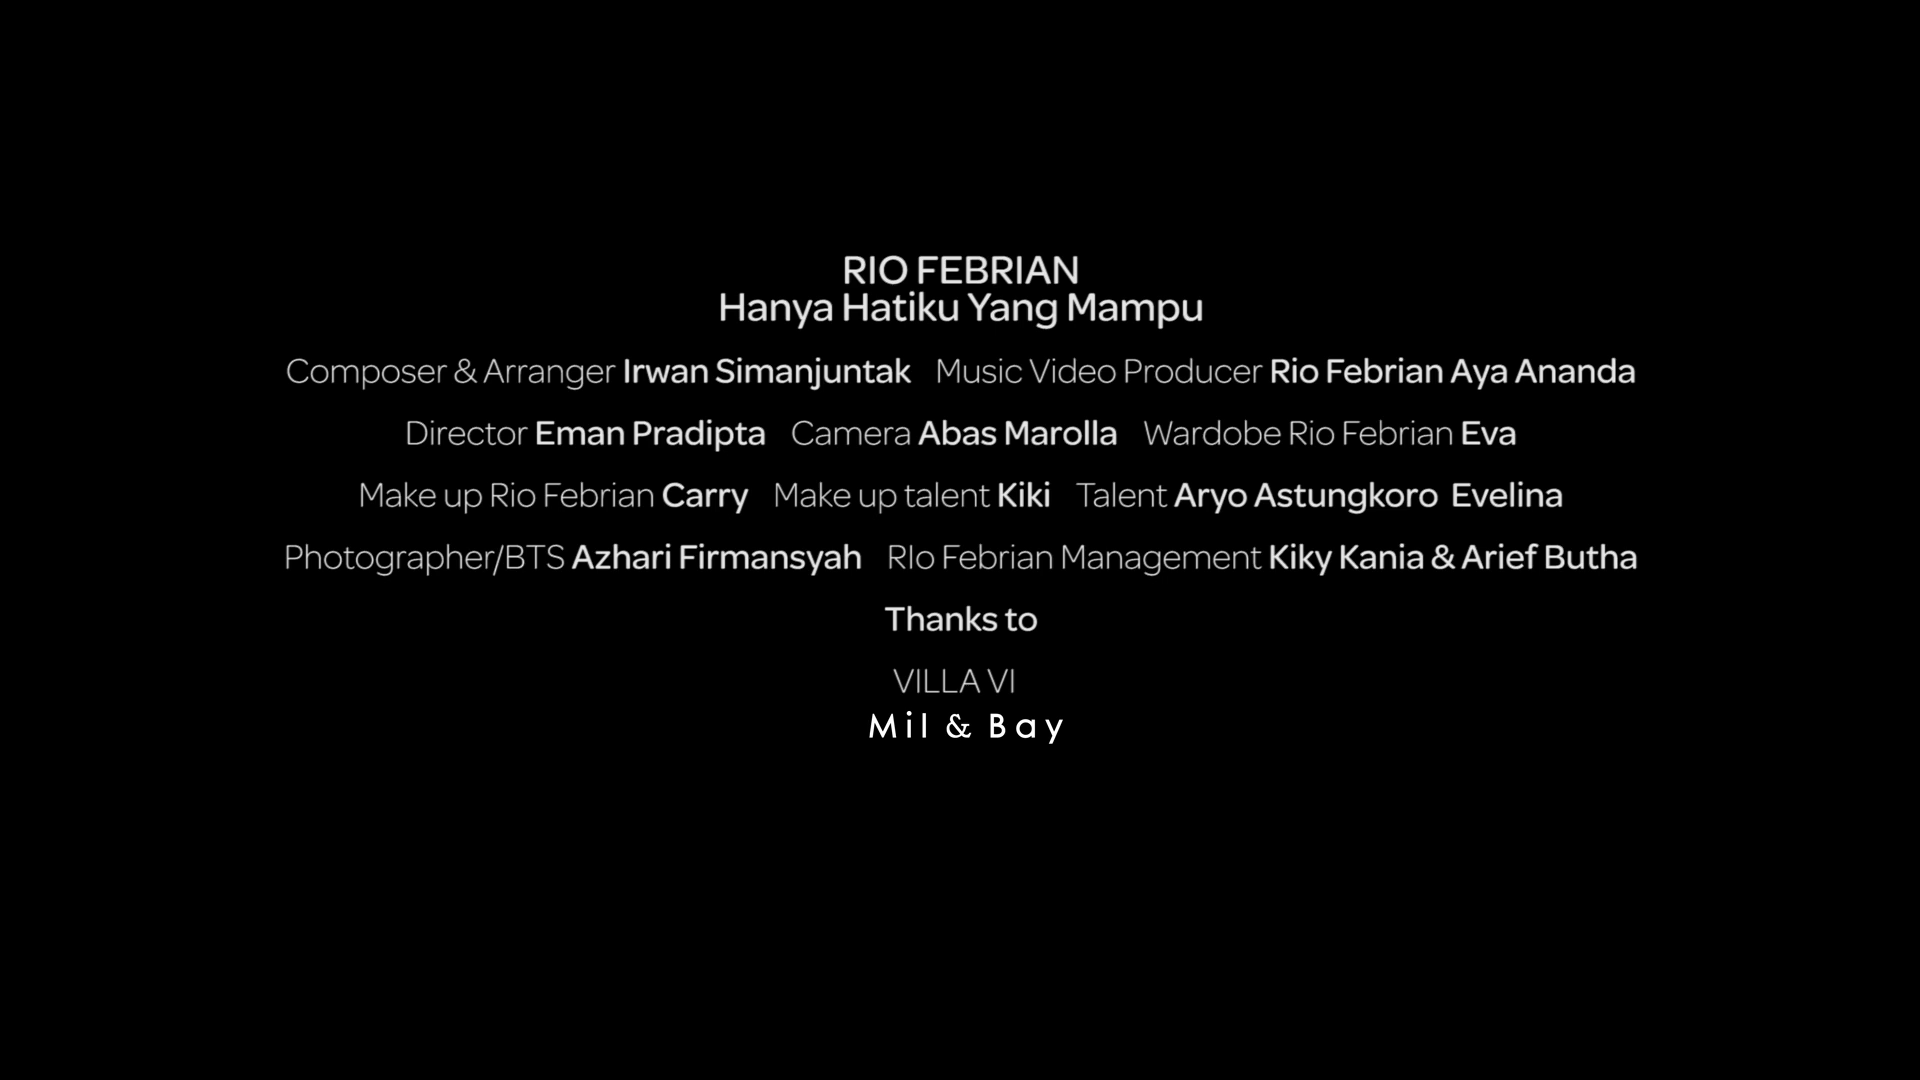 RIO FEBRIAN
Hanya Hatiku Yang Mampu
Composer & Arranger Irwan Simanjuntak Music Video Producer Rio Febrian Aya Ananda
Director Eman Pradipta Camera Abas Marolla Wardobe Rio Febrian Eva
Make up Rio Febrian Carry Make up talent Kiki Talent Aryo Astungkoro Evelina
Photographer/BTS Azhari Firmansyah RIo Febrian Management Kiky Kania & Arief Butha
Thanks to
VILLA VI
Mil & Bay